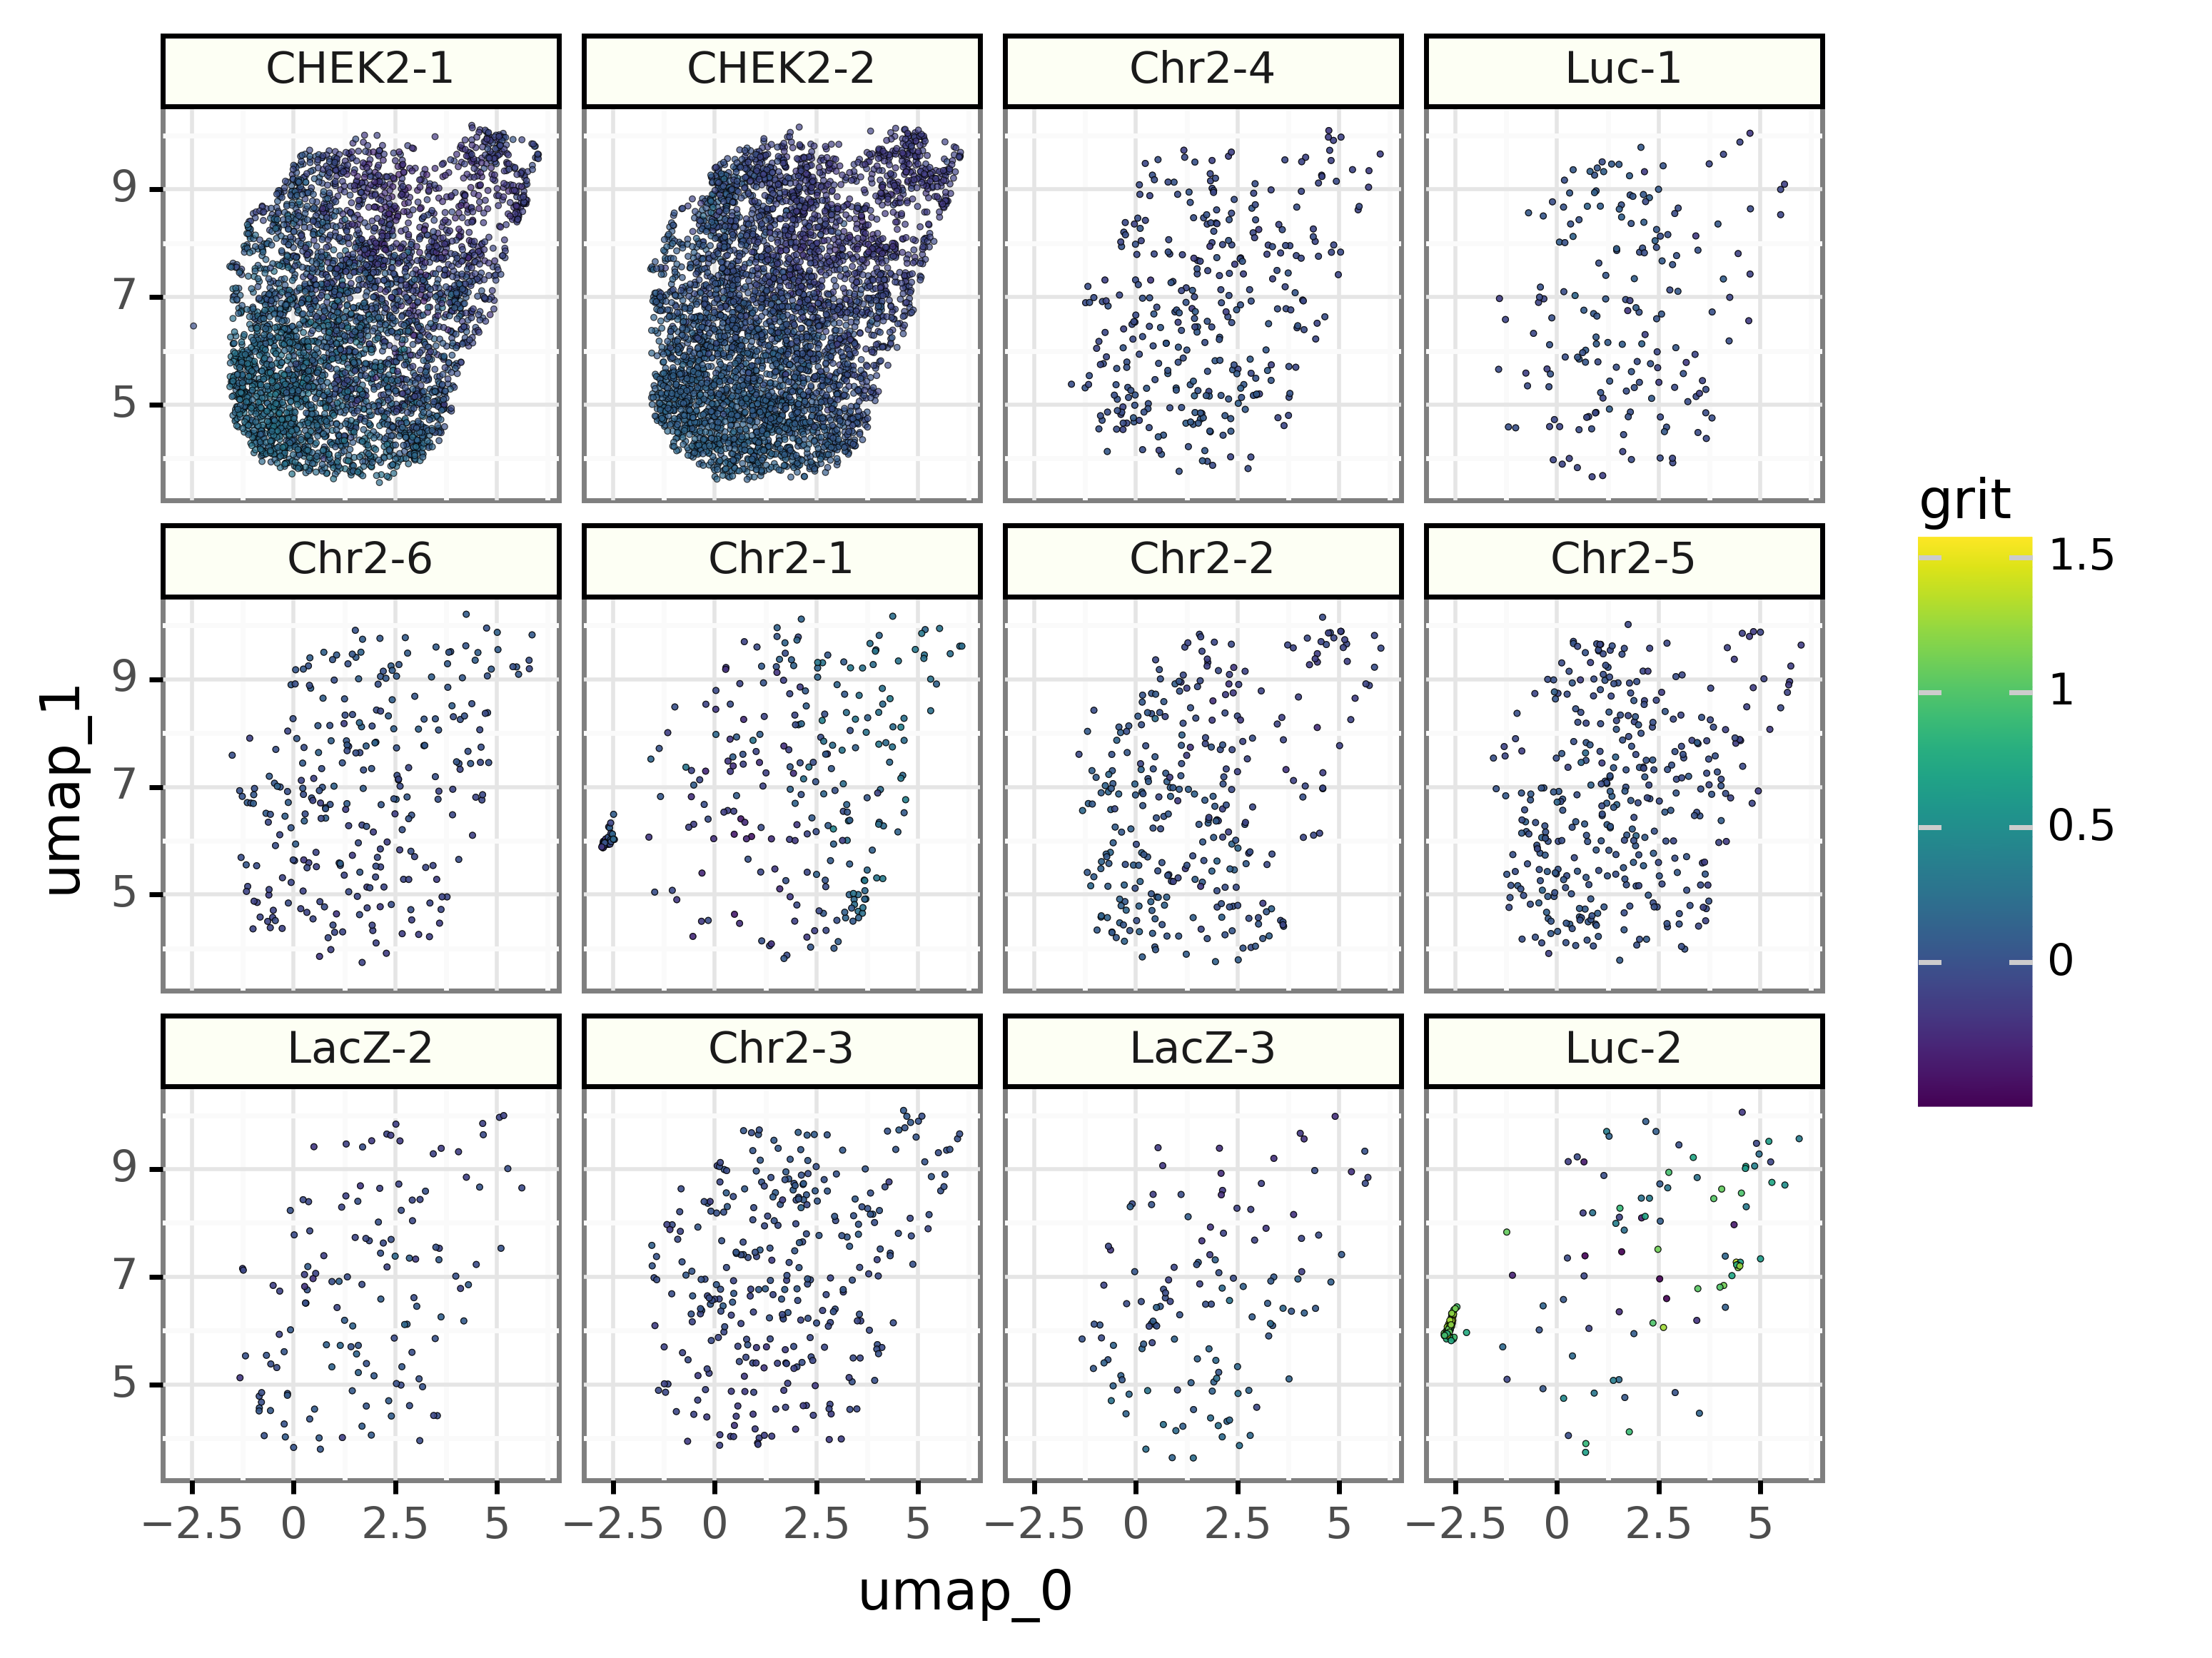 CHEK2-1 CHEK2-2 Chr2-4 Luc-1
9
7
5
Chr2-6 Chr2-1 Chr2-2 Chr2-5
9
7
5
LacZ-2 Chr2-3 LacZ-3 Luc-2
9
7
5
−2.5 0 2.5 5 −2.5 0 2.5 5 −2.5 0 2.5 5 −2.5 0 2.5 5
umap_0
umap_1
grit
1.5
1
0.5
0